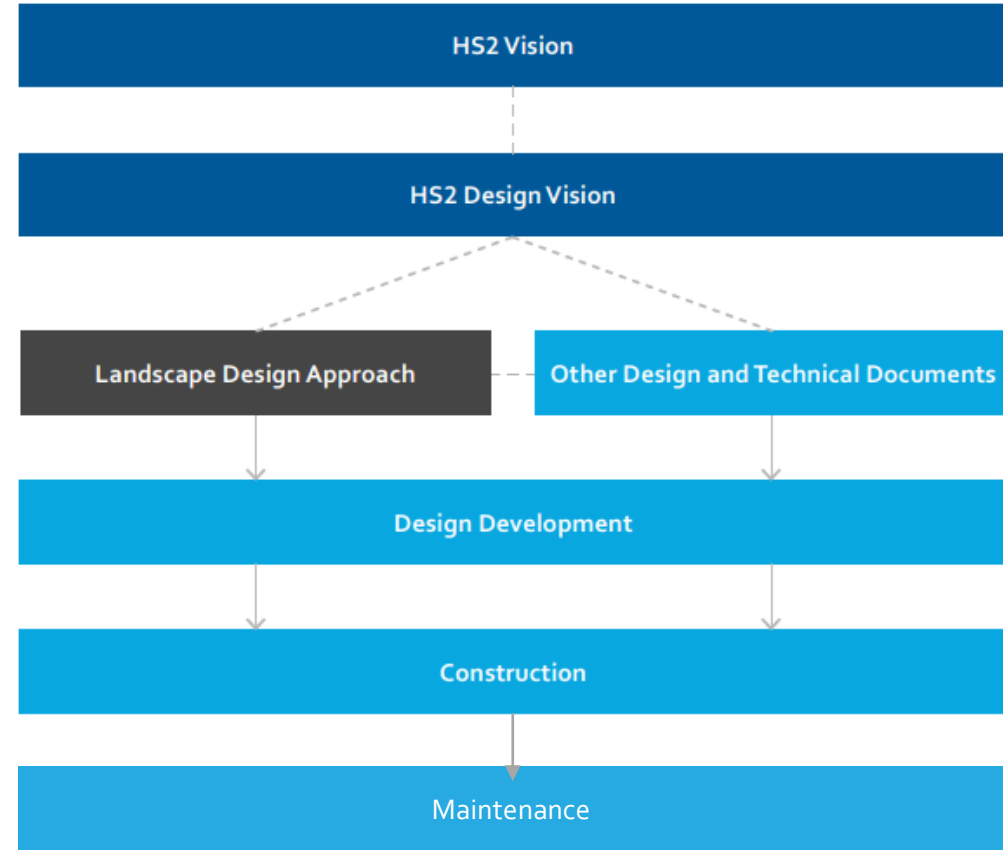 HS2 Vision
HS2 Design Vision
Landscape Design Approach
Other Design and Technical Documents
Design Development
Construction
Maintenance